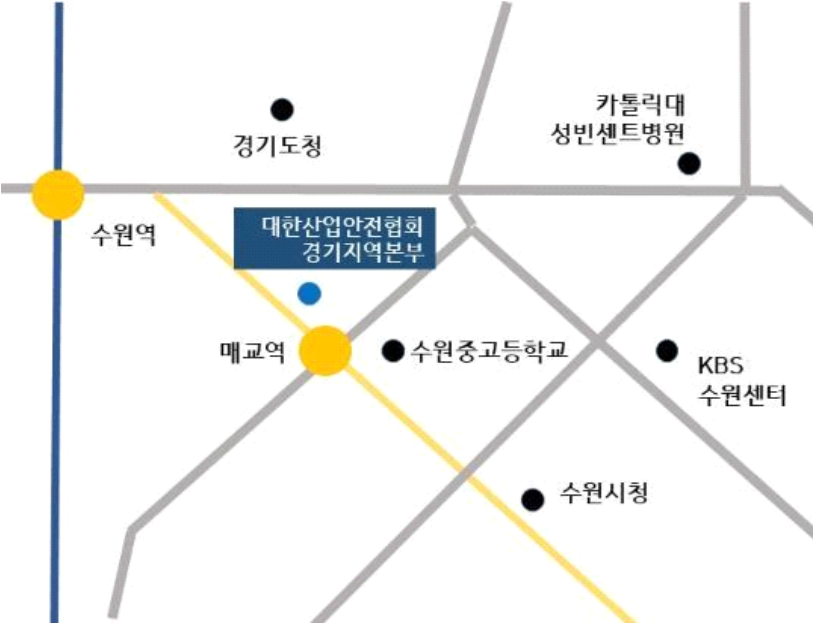 카톨릭대
성빈센트병원
경기도청
수원역
대한산업안전협회
경기지역본부
매교역
수원중고등학교
KBS
수원센터
수원시청